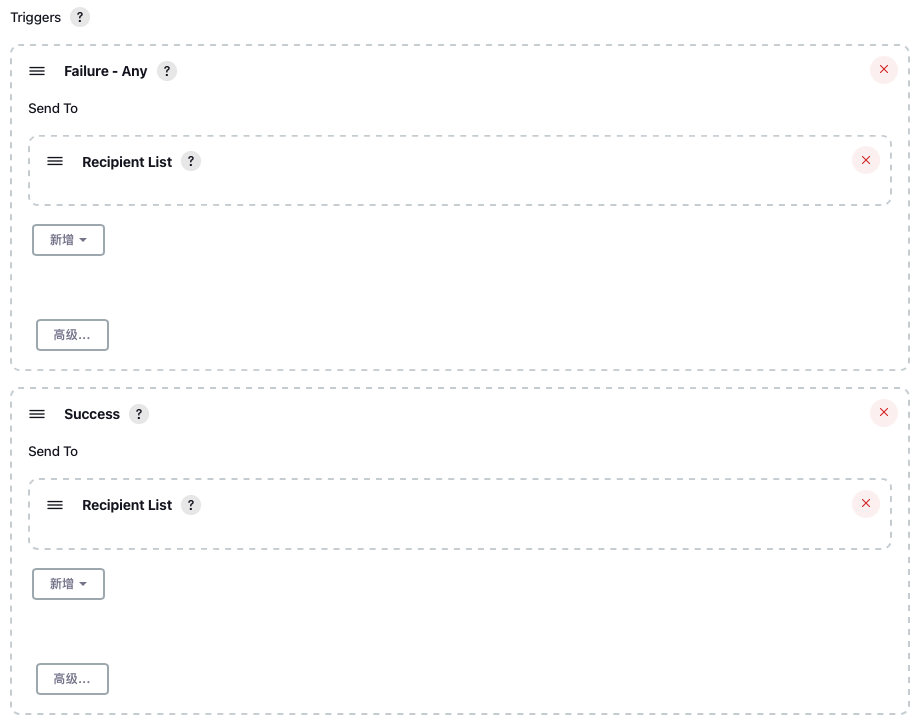 Triggers ?
Failure - Any ?
Send To
Recipient List ?
新增
高级...
Success ?
Send To
Recipient List ?
新增
高级...